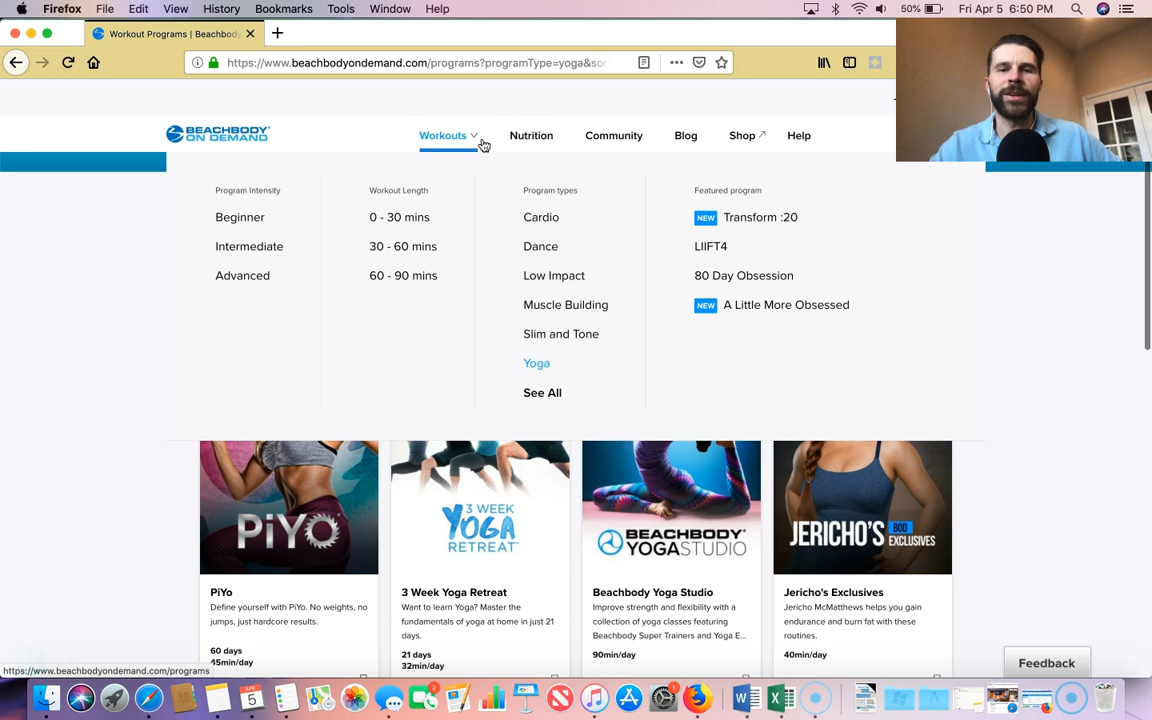 Firefox File Edit View History Bookmarks Tools Window Help 50% Fri Apr 5 6:50 PM
Workout Programs | Beachbody
https://www.beachbodyondemand.com/programs?programType=yoga&so
BEACHBODY ON DEMAND
Workouts Nutrition Community Blog Shop Help
Program Intensity Workout Length Program types Featured program
Beginner 0 - 30 mins Cardio NEW Transform :20
Intermediate 30 - 60 mins Dance LIIFT4
Advanced 60 - 90 mins Low Impact 80 Day Obsession
Muscle Building NEW A Little More Obsessed
Slim and Tone
Yoga
See All
PiYo
3 WEEK
YOGA
RETREAT
BEACHBODY
YOGASTUDIO
JERICHO'S BOD EXCLUSIVES
PiYo
Define yourself with PiYo. No weights, no
jumps, just hardcore results.
60 days
45min/day
3 Week Yoga Retreat
Want to learn Yoga? Master the
fundamentals of yoga at home in just 21
days.
21 days
32min/day
Beachbody Yoga Studio
Improve strength and flexibility with a
collection of yoga classes featuring
Beachbody Super Trainers and Yoga E...
90min/day
Jericho's Exclusives
Jericho McMatthews helps you gain
endurance and burn fat with these
routines.
40min/day
Feedback
https://www.beachbodyondemand.com/programs
APR
5
2
1